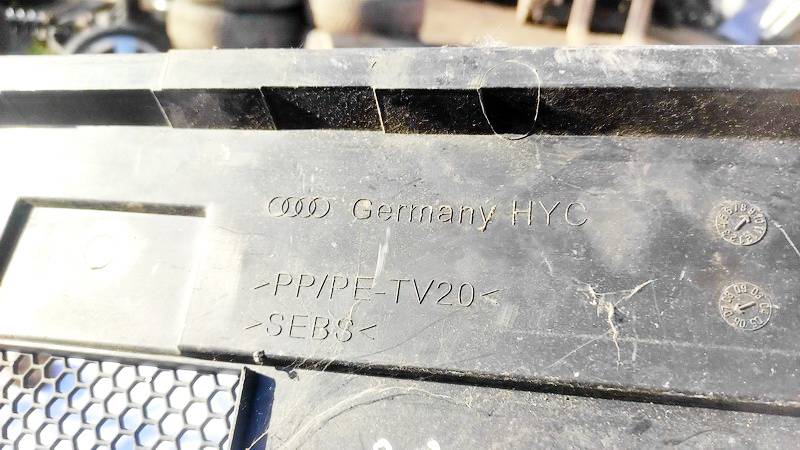 Germany HYC
>PP/PE-TV20<
>SEBS<